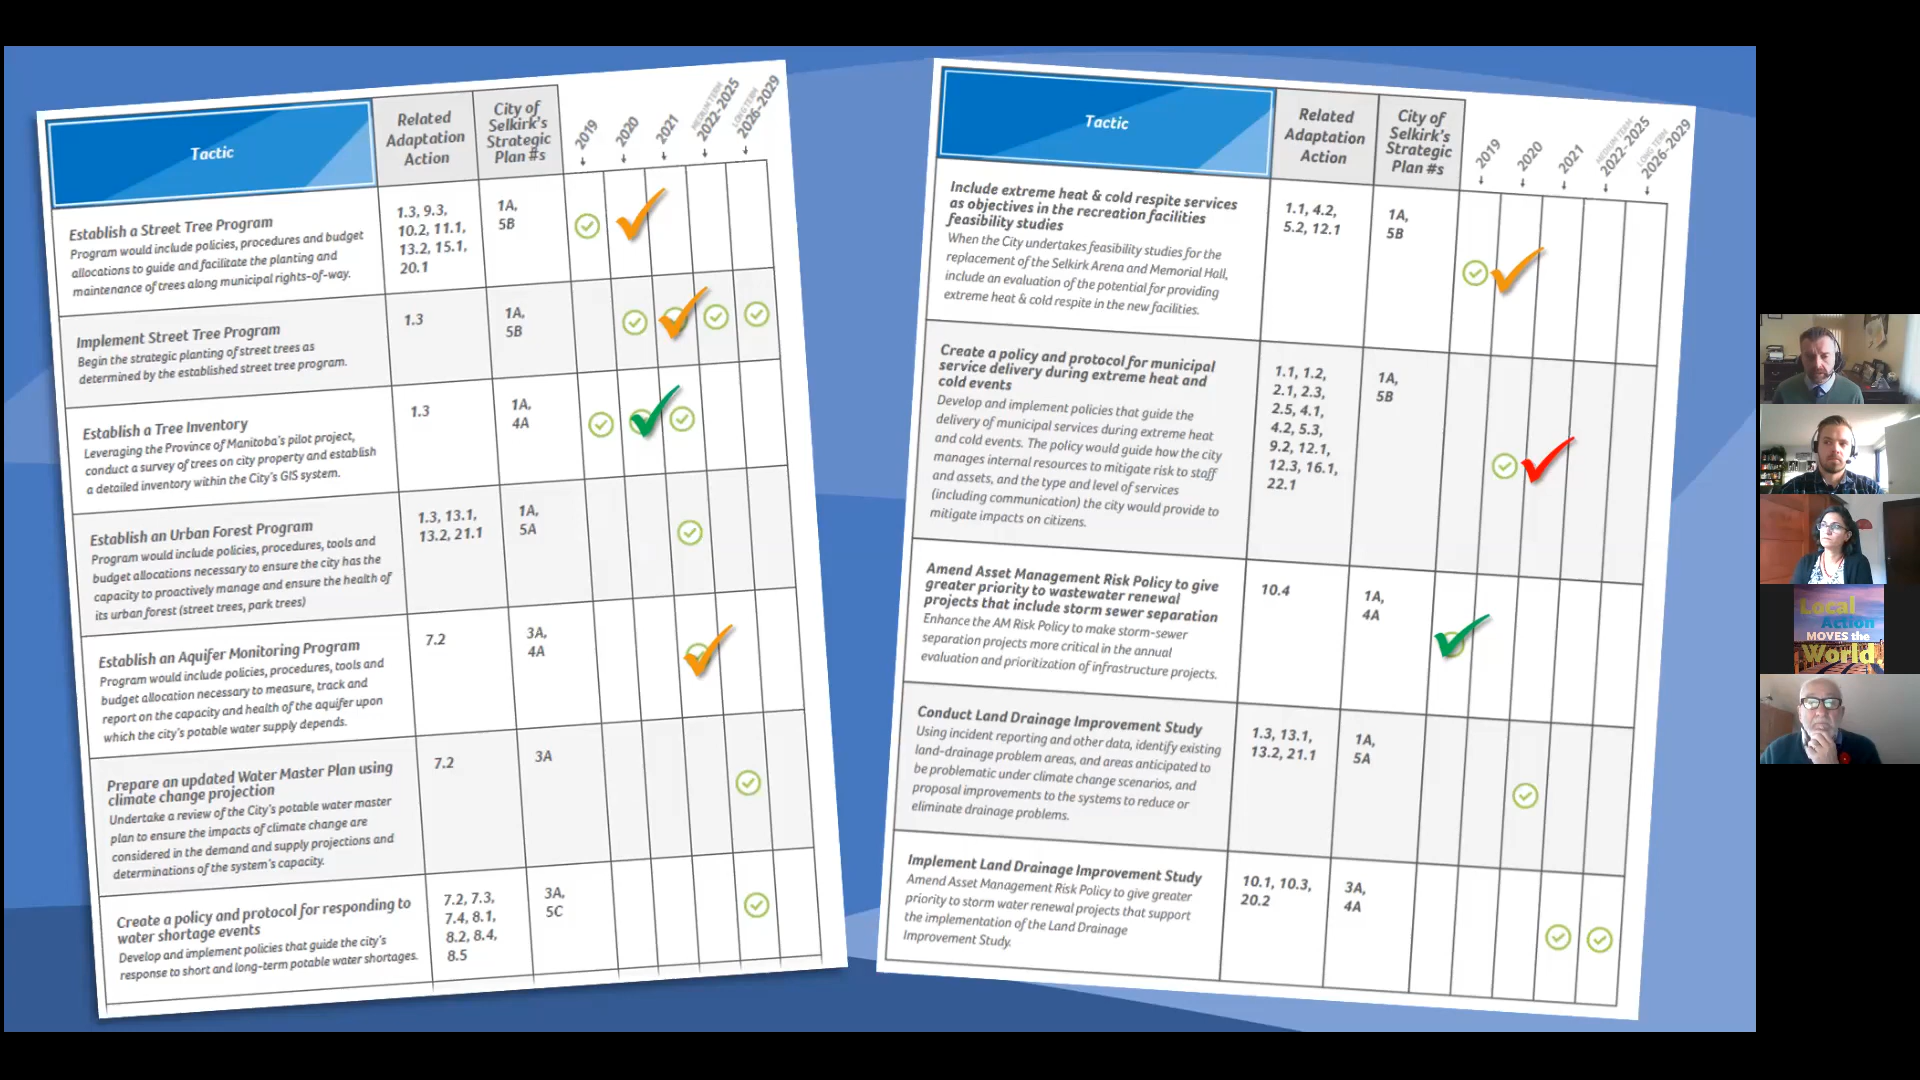 Tactic
Related
Adaptation
Action
City of
Selkirk's
Strategic
Plan #s
2019
2020
2021
MEDIUM TERM
2022-2025
LONG TERM
2026-2029
Establish a Street Tree Program
Program would include policies, procedures and budget
allocations to guide and facilitate the planting and
maintenance of trees along municipal rights-of-way.
1.3, 9.3,
10.2, 11.1,
13.2, 15.1,
20.1
1A,
5B
Implement Street Tree Program
Begin the strategic planting of street trees as
determined by the established street tree program.
1.3
1A,
5B
Establish a Tree Inventory
Leveraging the Province of Manitoba's pilot project,
conduct a survey of trees on city property and establish
a detailed inventory within the City's GIS system.
1.3
1A,
4A
Establish an Urban Forest Program
Program would include policies, procedures, tools and
budget allocations necessary to ensure the city has the
capacity to proactively manage and ensure the health of
its urban forest (street trees, park trees)
1.3, 13.1,
13.2, 21.1
1A,
5A
Establish an Aquifer Monitoring Program
Program would include policies, procedures, tools and
budget allocation necessary to measure, track and
report on the capacity and health of the aquifer upon
which the city's potable water supply depends.
7.2
3A,
4A
Prepare an updated Water Master Plan using
climate change projection
Undertake a review of the City's potable water master
plan to ensure the impacts of climate change are
considered in the demand and supply projections and
determinations of the system's capacity.
7.2
3A
Create a policy and protocol for responding to
water shortage events
Develop and implement policies that guide the city's
response to short and long-term potable water shortages.
7.2, 7.3,
7.4, 8.1,
8.2, 8.4,
8.5
3A,
5C
Tactic
Related
Adaptation
Action
City of
Selkirk's
Strategic
Plan #s
2019
2020
2021
MEDIUM TERM
2022-2025
LONG TERM
2026-2029
Include extreme heat & cold respite services
as objectives in the recreation facilities
feasibility studies
When the City undertakes feasibility studies for the
replacement of the Selkirk Arena and Memorial Hall,
include an evaluation of the potential for providing
extreme heat & cold respite in the new facilities.
1.1, 4.2,
5.2, 12.1
1A,
5B
Create a policy and protocol for municipal
service delivery during extreme heat and
cold events
Develop and implement policies that guide the
delivery of municipal services during extreme heat
and cold events. The policy would guide how the city
manages internal resources to mitigate risk to staff
and assets, and the type and level of services
(including communication) the city would provide to
mitigate impacts on citizens.
1.1, 1.2,
2.1, 2.3,
2.5, 4.1,
4.2, 5.3,
9.2, 12.1,
12.3, 16.1,
22.1
1A,
5B
Amend Asset Management Risk Policy to give
greater priority to wastewater renewal
projects that include storm sewer separation
Enhance the AM Risk Policy to make storm-sewer
separation projects more critical in the annual
evaluation and prioritization of infrastructure projects.
10.4
1A,
4A
Conduct Land Drainage Improvement Study
Using incident reporting and other data, identify existing
land-drainage problem areas, and areas anticipated to
be problematic under climate change scenarios, and
proposal improvements to the systems to reduce or
eliminate drainage problems.
1.3, 13.1,
13.2, 21.1
1A,
5A
Implement Land Drainage Improvement Study
Amend Asset Management Risk Policy to give greater
priority to storm water renewal projects that support
the implementation of the Land Drainage
Improvement Study.
10.1, 10.3,
20.2
3A,
4A
Local
Action
MOVES the
World